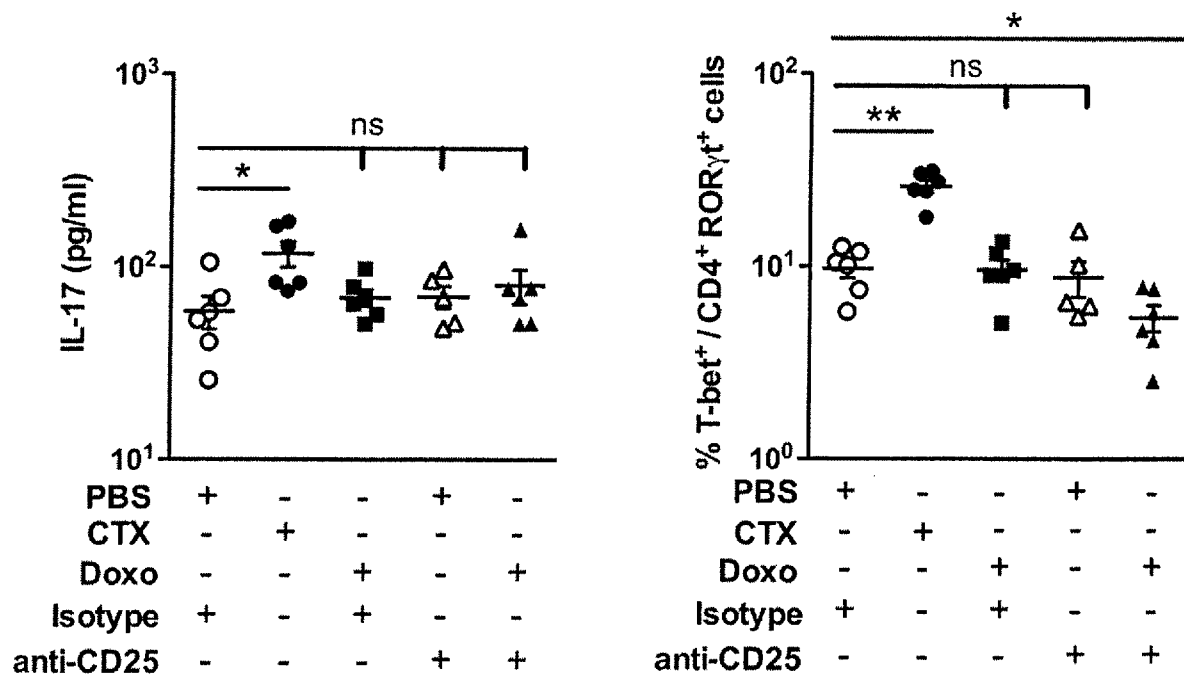 10³
ns
*
IL-17 (pg/ml)
10²
10¹
PBS + - - + -
CTX - + - - -
Doxo - - + - +
Isotype + - + - -
anti-CD25 - - - + +
*
10²
ns
**
% T-bet⁺ / CD4⁺ RORγt⁺ cells
10¹
10⁰
PBS + - - + -
CTX - + - - -
Doxo - - + - +
Isotype + - + - -
anti-CD25 - - - + +